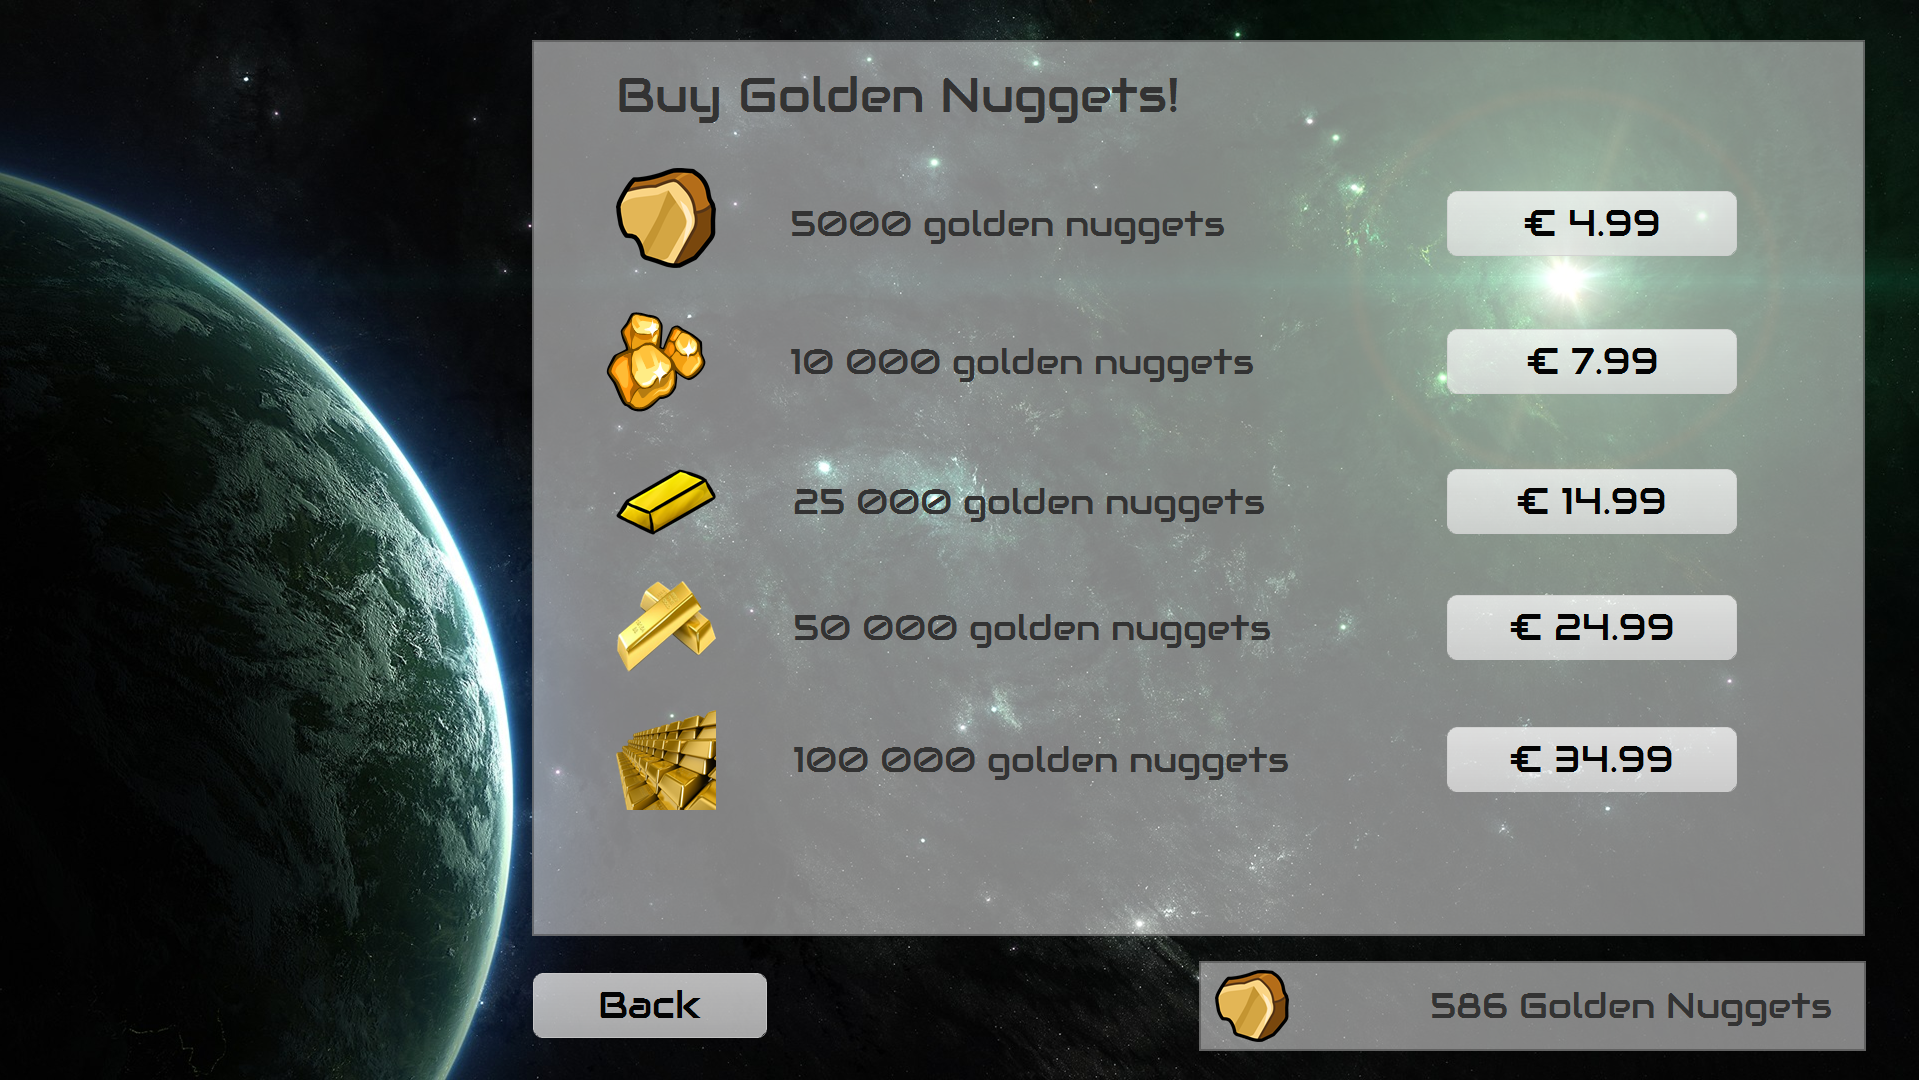 Buy Golden Nuggets!
5000 golden nuggets
€ 4.99
10 000 golden nuggets
€ 7.99
25 000 golden nuggets
€ 14.99
50 000 golden nuggets
€ 24.99
100 000 golden nuggets
€ 34.99
Back
586 Golden Nuggets